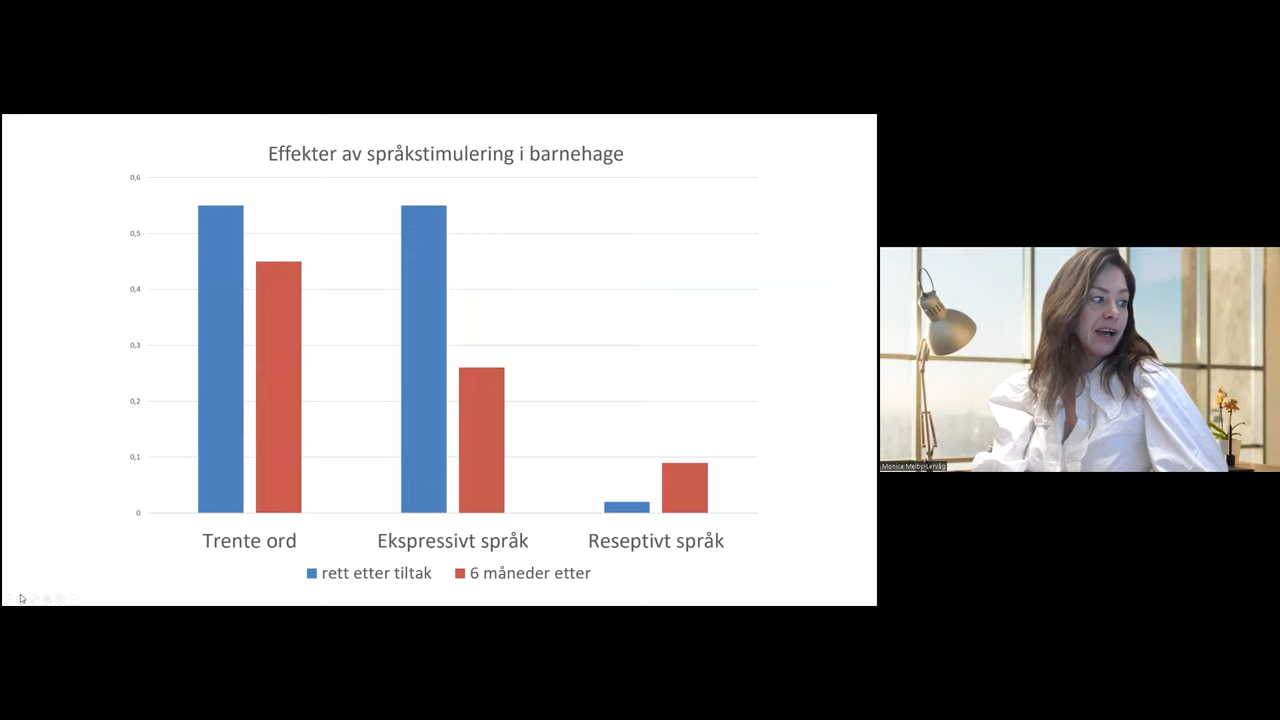 Effekter av språkstimulering i barnehage
0,6
0,5
0,4
0,3
0,2
0,1
0
Trente ord
Ekspressivt språk
Reseptivt språk
rett etter tiltak
6 måneder etter
Monica Melby-Lervåg